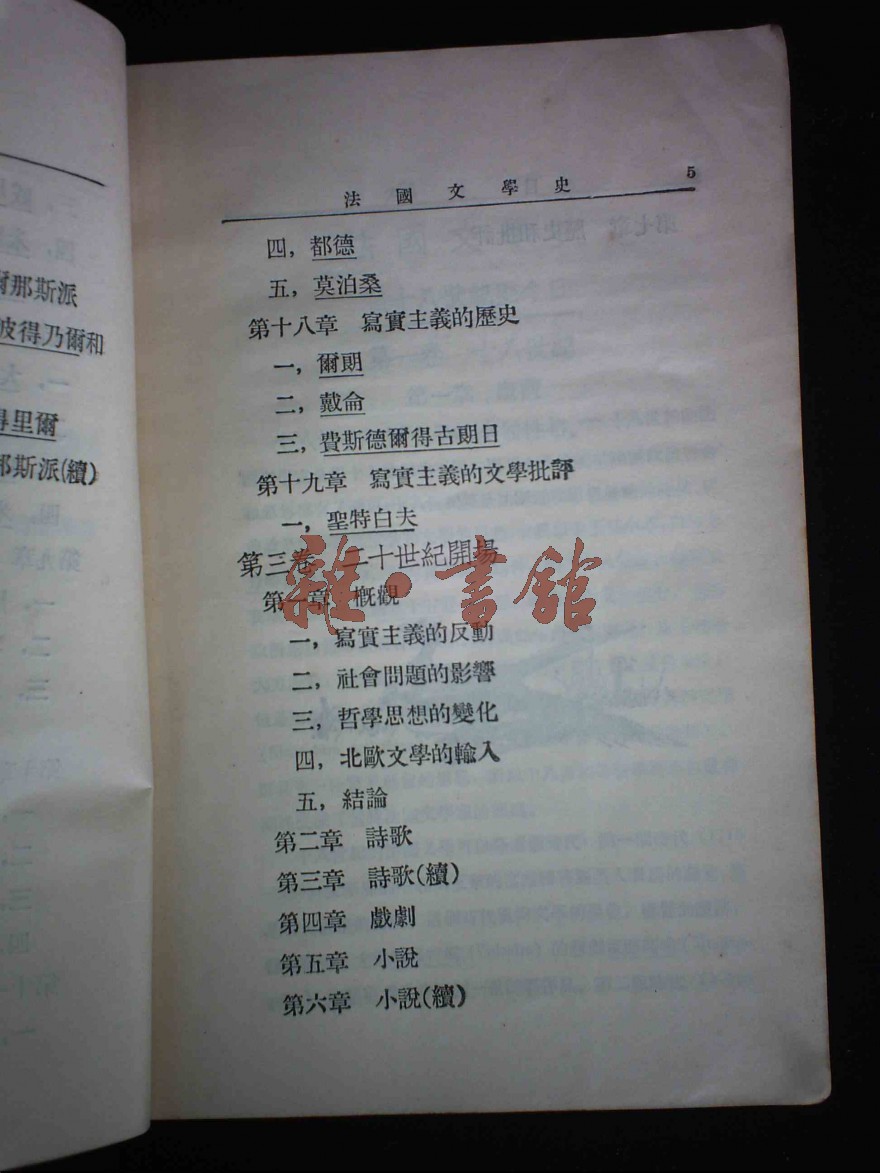 爾那斯派
彼得乃爾和
得里爾
那斯派(續)
法國文學史 5
四，都德
五，莫泊桑
第十八章 寫實主義的歷史
一，爾朗
二，戴侖
三，費斯德爾得古朗日
第十九章 寫實主義的文學批評
一，聖特白夫
第三卷 二十世紀開場
第一章 概觀
一，寫實主義的反動
二，社會問題的影響
三，哲學思想的變化
四，北歐文學的輸入
五，結論
第二章 詩歌
第三章 詩歌(續)
第四章 戲劇
第五章 小說
第六章 小說(續)
雜·書館